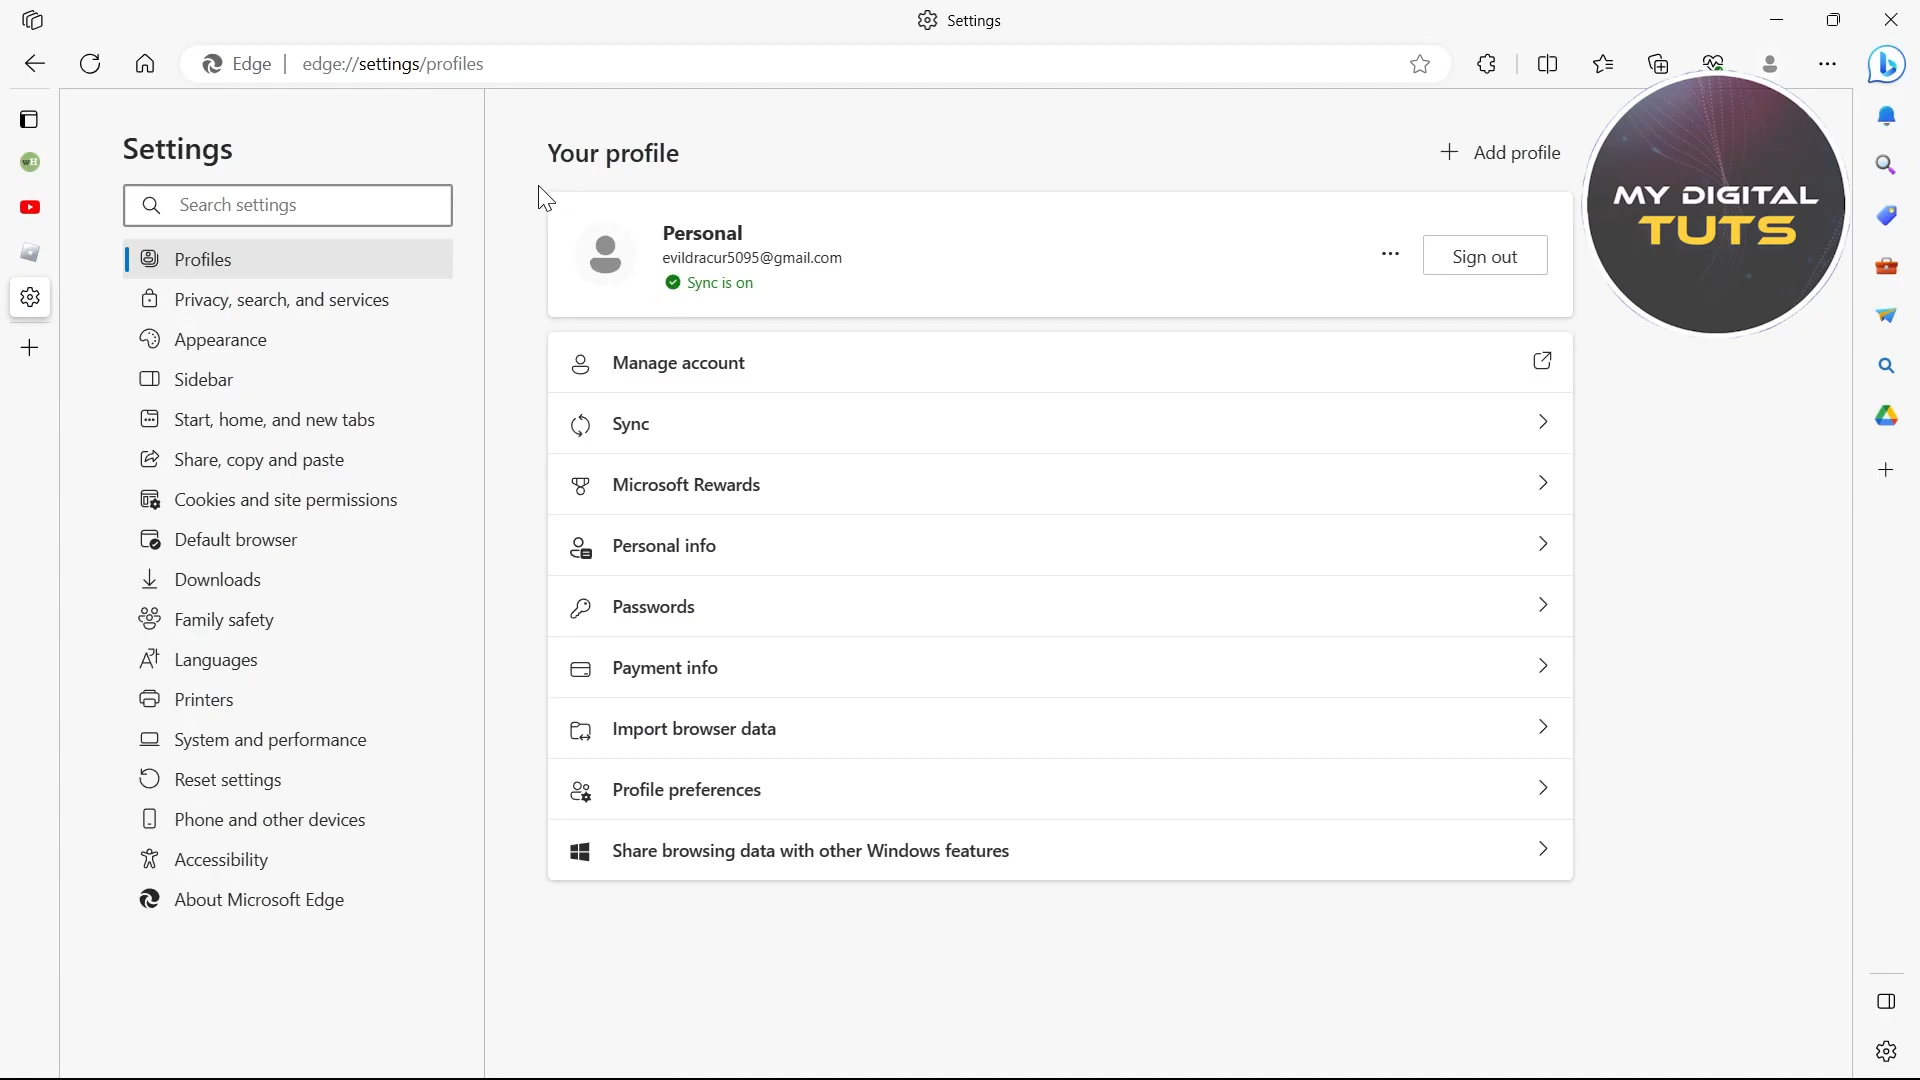 Settings
Edge
edge://settings/profiles
wH
Settings
Search settings
Profiles
Privacy, search, and services
Appearance
Sidebar
Start, home, and new tabs
Share, copy and paste
Cookies and site permissions
Default browser
Downloads
Family safety
Languages
Printers
System and performance
Reset settings
Phone and other devices
Accessibility
About Microsoft Edge
Your profile
Add profile
Personal
evildracur5095@gmail.com
Sync is on
Sign out
Manage account
Sync
Microsoft Rewards
Personal info
Passwords
Payment info
Import browser data
Profile preferences
Share browsing data with other Windows features
MY DIGITAL
TUTS